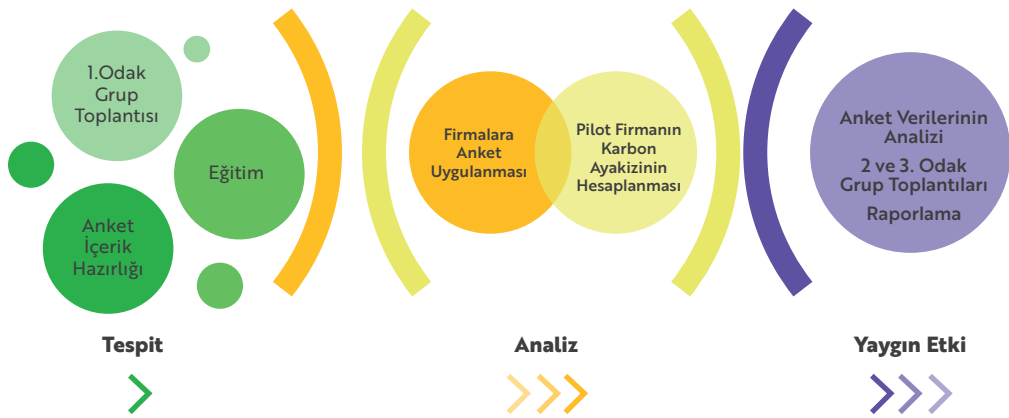 1.Odak
Grup
Toplantısı
Eğitim
Anket
İçerik
Hazırlığı
Firmalara
Anket
Uygulanması
Pilot Firmanın
Karbon
Ayakizinin
Hesaplanması
Anket Verilerinin
Analizi
2 ve 3. Odak
Grup Toplantıları
Raporlama
Tespit
Analiz
Yaygın Etki